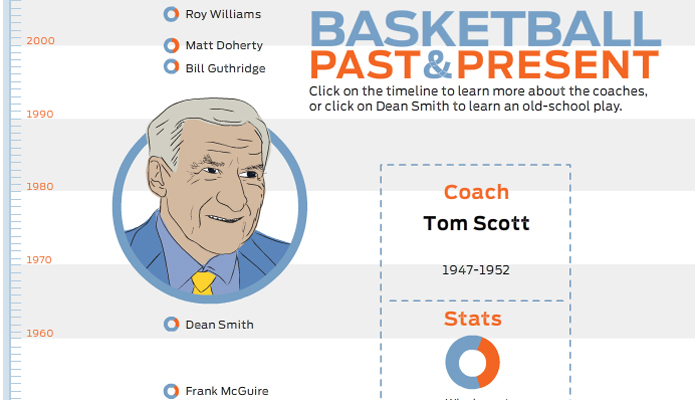 Roy Williams
2000
Matt Doherty
Bill Guthridge
BASKETBALL
PAST & PRESENT
Click on the timeline to learn more about the coaches,
or click on Dean Smith to learn an old-school play.
1990
1980
1970
1960
Dean Smith
Frank McGuire
Coach
Tom Scott
1947-1952
Stats